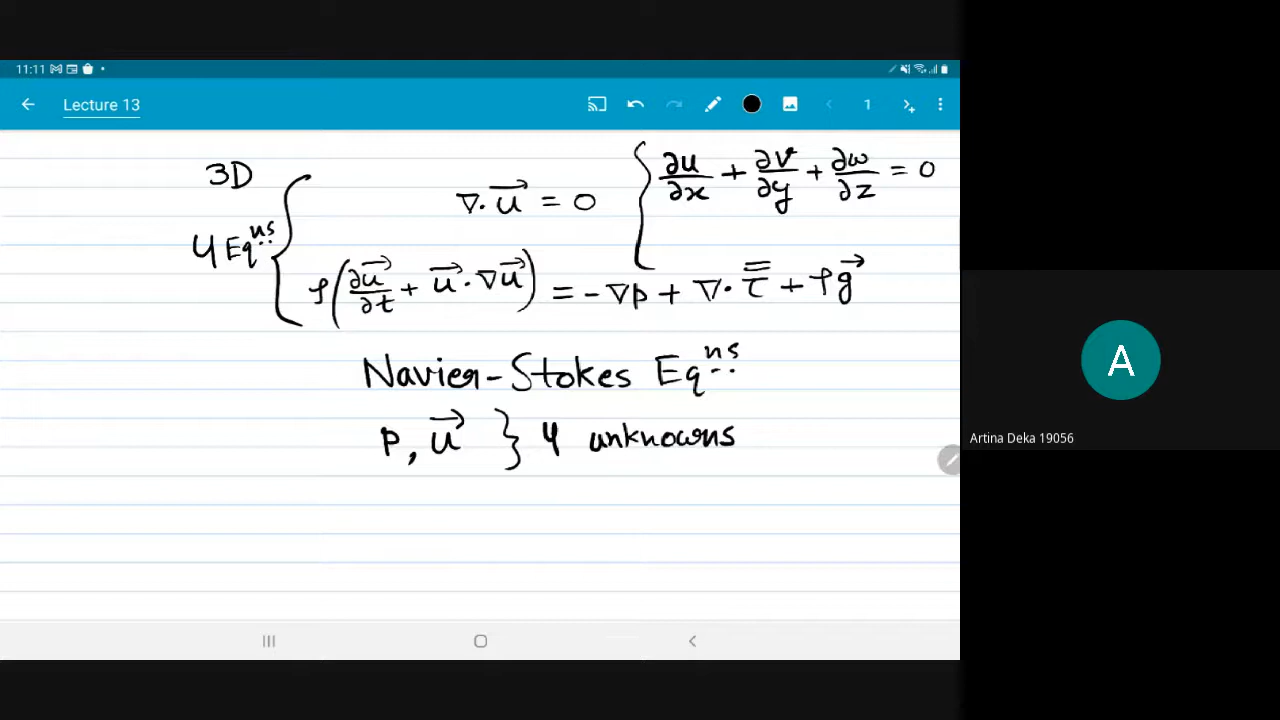 11:11
Lecture 13
1
3D
∂u/∂x + ∂v/∂y + ∂w/∂z = 0
∇·u⃗ = 0
4 Eqns
ρ(∂u⃗/∂t + u⃗·∇u⃗) = -∇p + ∇·τ̿ + ρg⃗
Navier-Stokes Eqns
p, u⃗ } 4 unknowns
A
Artina Deka 19056